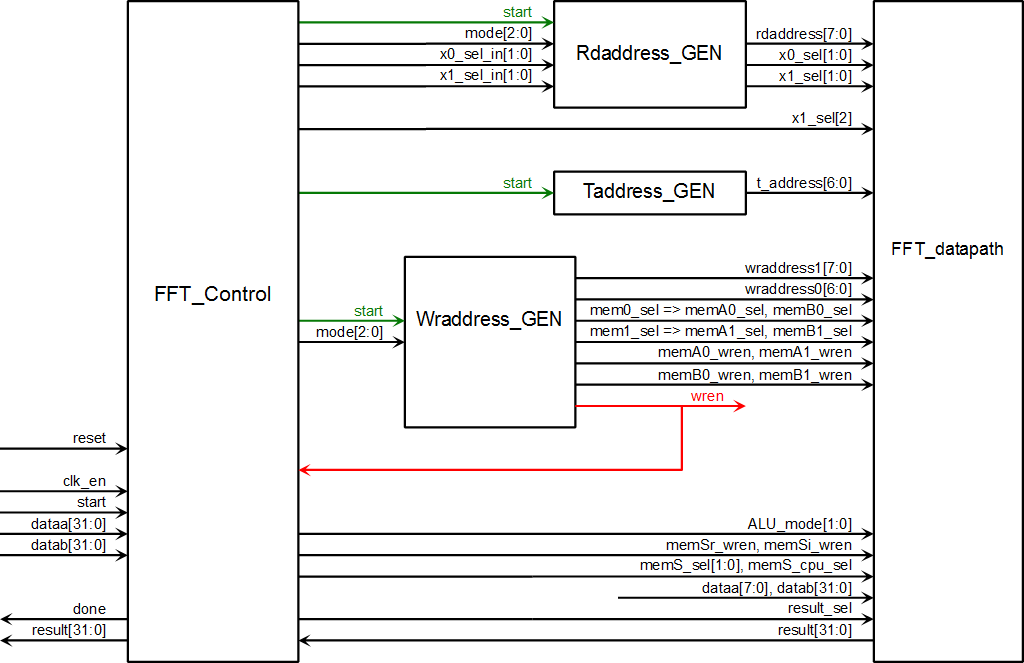 start
mode[2:0]
x0_sel_in[1:0]
x1_sel_in[1:0]
Rdaddress_GEN
rdaddress[7:0]
x0_sel[1:0]
x1_sel[1:0]
x1_sel[2]
start
Taddress_GEN
t_address[6:0]
FFT_datapath
FFT_Control
start
mode[2:0]
Wraddress_GEN
wraddress1[7:0]
wraddress0[6:0]
mem0_sel => memA0_sel, memB0_sel
mem1_sel => memA1_sel, memB1_sel
memA0_wren, memA1_wren
memB0_wren, memB1_wren
wren
reset
clk_en
start
dataa[31:0]
datab[31:0]
ALU_mode[1:0]
memSr_wren, memSi_wren
memS_sel[1:0], memS_cpu_sel
dataa[7:0], datab[31:0]
done
result_sel
result[31:0]
result[31:0]